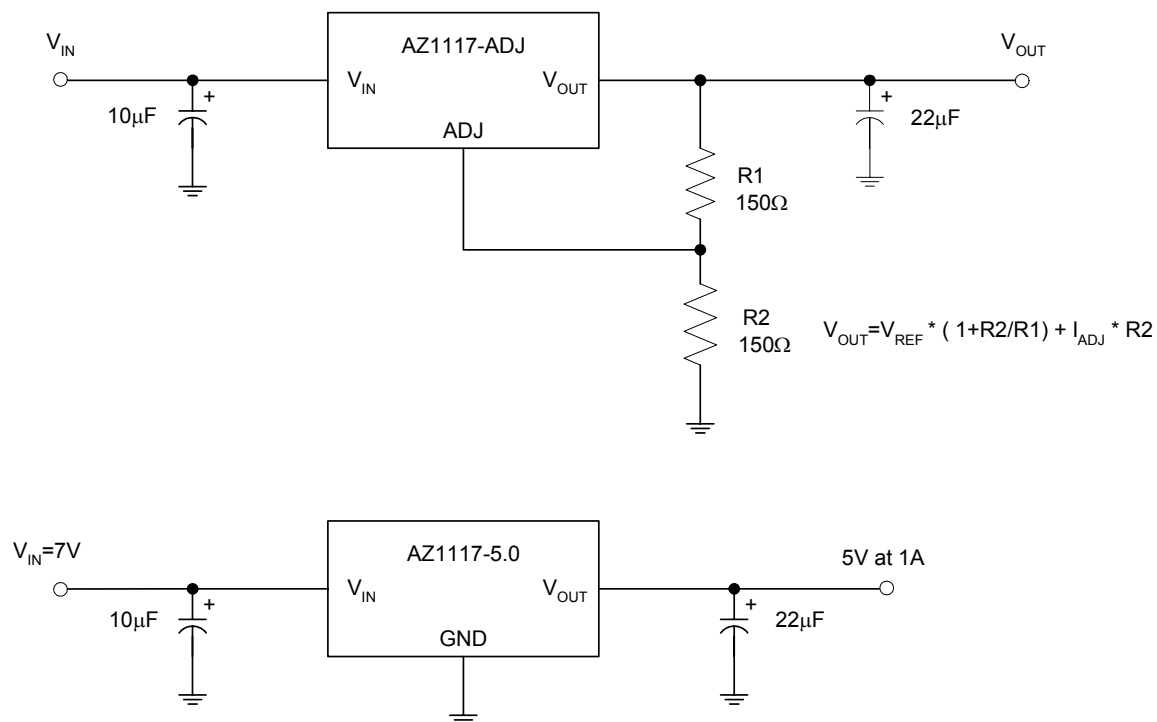 AZ1117-ADJ
V_IN
V_OUT
V_IN
V_OUT
10μF
+
ADJ
+
22μF
R1
150Ω
R2
150Ω
V_OUT=V_REF * ( 1+R2/R1) + I_ADJ * R2
AZ1117-5.0
V_IN=7V
5V at 1A
V_IN
V_OUT
10μF
+
GND
+
22μF